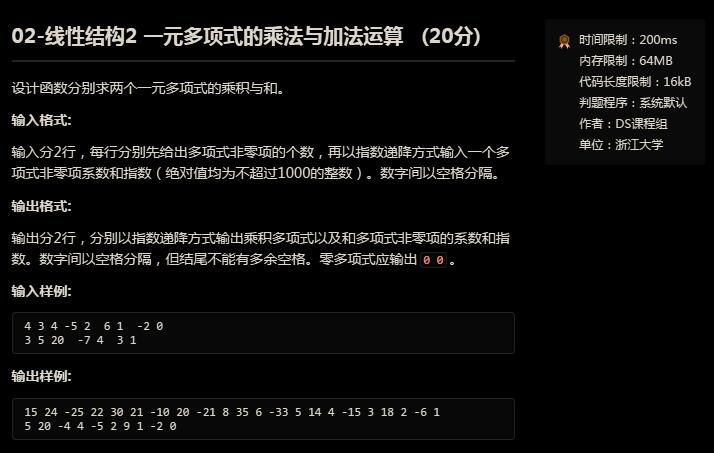 02-线性结构2 一元多项式的乘法与加法运算 (20分)
时间限制：200ms
内存限制：64MB
代码长度限制：16kB
判题程序：系统默认
作者：DS课程组
单位：浙江大学
设计函数分别求两个一元多项式的乘积与和。
输入格式:
输入分2行，每行分别先给出多项式非零项的个数，再以指数递降方式输入一个多
项式非零项系数和指数（绝对值均为不超过1000的整数）。数字间以空格分隔。
输出格式:
输出分2行，分别以指数递降方式输出乘积多项式以及和多项式非零项的系数和指
数。数字间以空格分隔，但结尾不能有多余空格。零多项式应输出 0 0 。
输入样例:
4 3 4 -5 2  6 1  -2 0
3 5 20  -7 4  3 1
输出样例:
15 24 -25 22 30 21 -10 20 -21 8 35 6 -33 5 14 4 -15 3 18 2 -6 1
5 20 -4 4 -5 2 9 1 -2 0